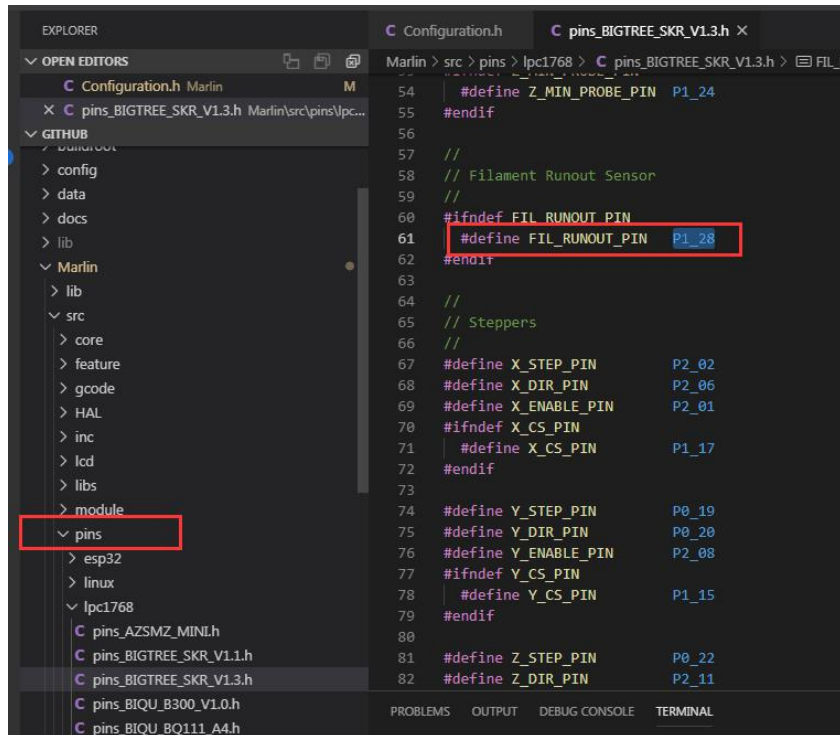 EXPLORER
OPEN EDITORS
C Configuration.h Marlin M
C pins_BIGTREE_SKR_V1.3.h Marlin\src\pins\lpc...
GITHUB
buildroot
config
data
docs
lib
Marlin
lib
src
core
feature
gcode
HAL
inc
lcd
libs
module
pins
esp32
linux
lpc1768
C pins_AZSMZ_MINI.h
C pins_BIGTREE_SKR_V1.1.h
C pins_BIGTREE_SKR_V1.3.h
C pins_BIQU_B300_V1.0.h
C pins_BIQU_BQ111_A4.h
C Configuration.h
C pins_BIGTREE_SKR_V1.3.h
Marlin > src > pins > lpc1768 > C pins_BIGTREE_SKR_V1.3.h > FIL_
53 #ifndef Z_MIN_PROBE_PIN
54 #define Z_MIN_PROBE_PIN P1_24
55 #endif
56
57 //
58 // Filament Runout Sensor
59 //
60 #ifndef FIL_RUNOUT_PIN
61 #define FIL_RUNOUT_PIN P1_28
62 #endif
63
64 //
65 // Steppers
66 //
67 #define X_STEP_PIN P2_02
68 #define X_DIR_PIN P2_06
69 #define X_ENABLE_PIN P2_01
70 #ifndef X_CS_PIN
71 #define X_CS_PIN P1_17
72 #endif
73
74 #define Y_STEP_PIN P0_19
75 #define Y_DIR_PIN P0_20
76 #define Y_ENABLE_PIN P2_08
77 #ifndef Y_CS_PIN
78 #define Y_CS_PIN P1_15
79 #endif
80
81 #define Z_STEP_PIN P0_22
82 #define Z_DIR_PIN P2_11
PROBLEMS OUTPUT DEBUG CONSOLE TERMINAL